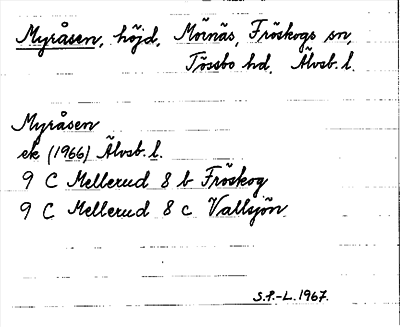 Myråsen, höjd, Mörnäs, Fröskogs sn,
Tössbo hd, Älvsb. l.
Myråsen
ek (1966) Älvsb. l.
9 C Mellerud 8 b Fröskog
9 C Mellerud 8 c Vallsjön
S.P.-L. 1967.